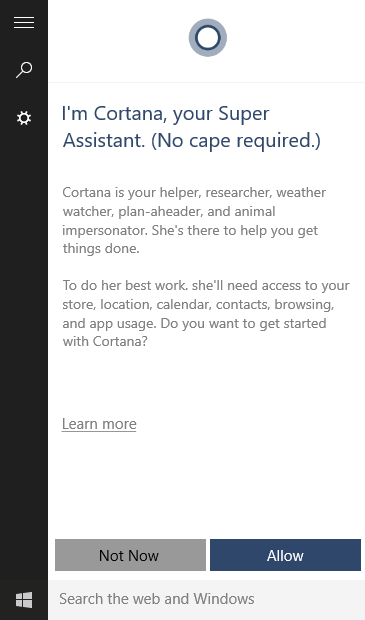 I'm Cortana, your Super
Assistant. (No cape required.)
Cortana is your helper, researcher, weather
watcher, plan-aheader, and animal
impersonator. She's there to help you get
things done.
To do her best work. she'll need access to your
store, location, calendar, contacts, browsing,
and app usage. Do you want to get started
with Cortana?
Learn more
Not Now
Allow
Search the web and Windows